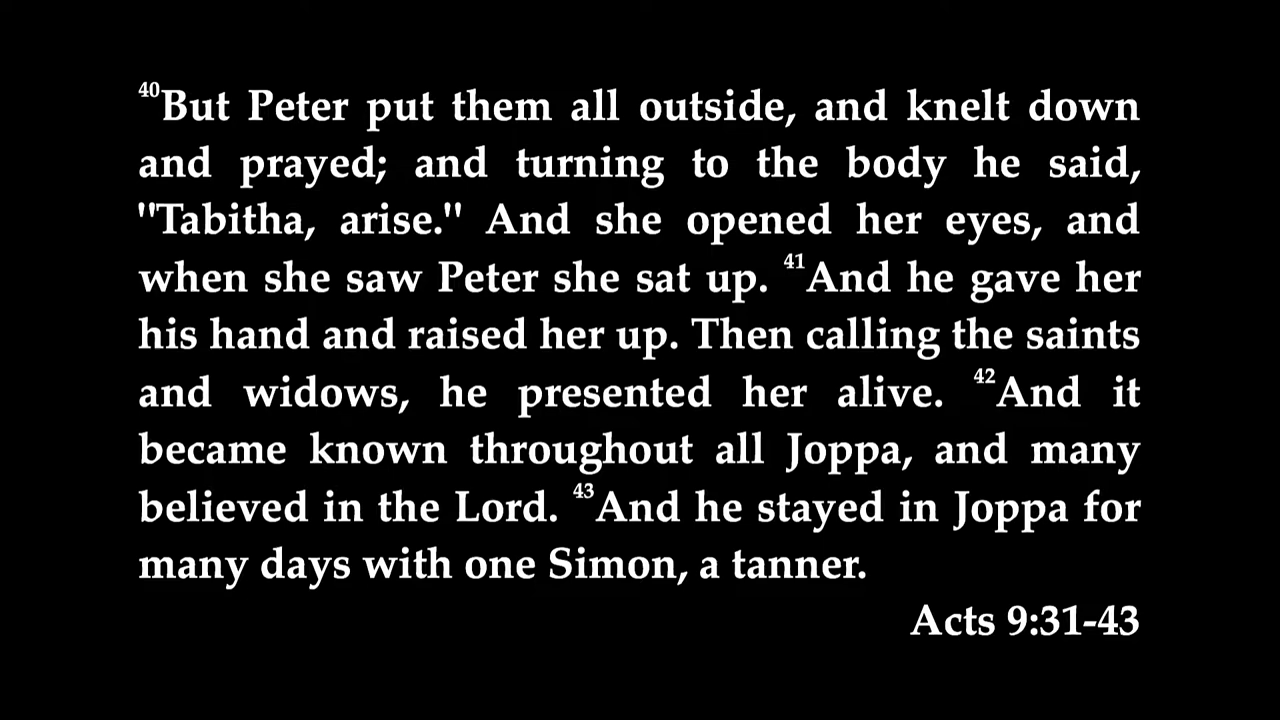 40But Peter put them all outside, and knelt down
and prayed; and turning to the body he said,
"Tabitha, arise." And she opened her eyes, and
when she saw Peter she sat up. 41And he gave her
his hand and raised her up. Then calling the saints
and widows, he presented her alive. 42And it
became known throughout all Joppa, and many
believed in the Lord. 43And he stayed in Joppa for
many days with one Simon, a tanner.
Acts 9:31-43